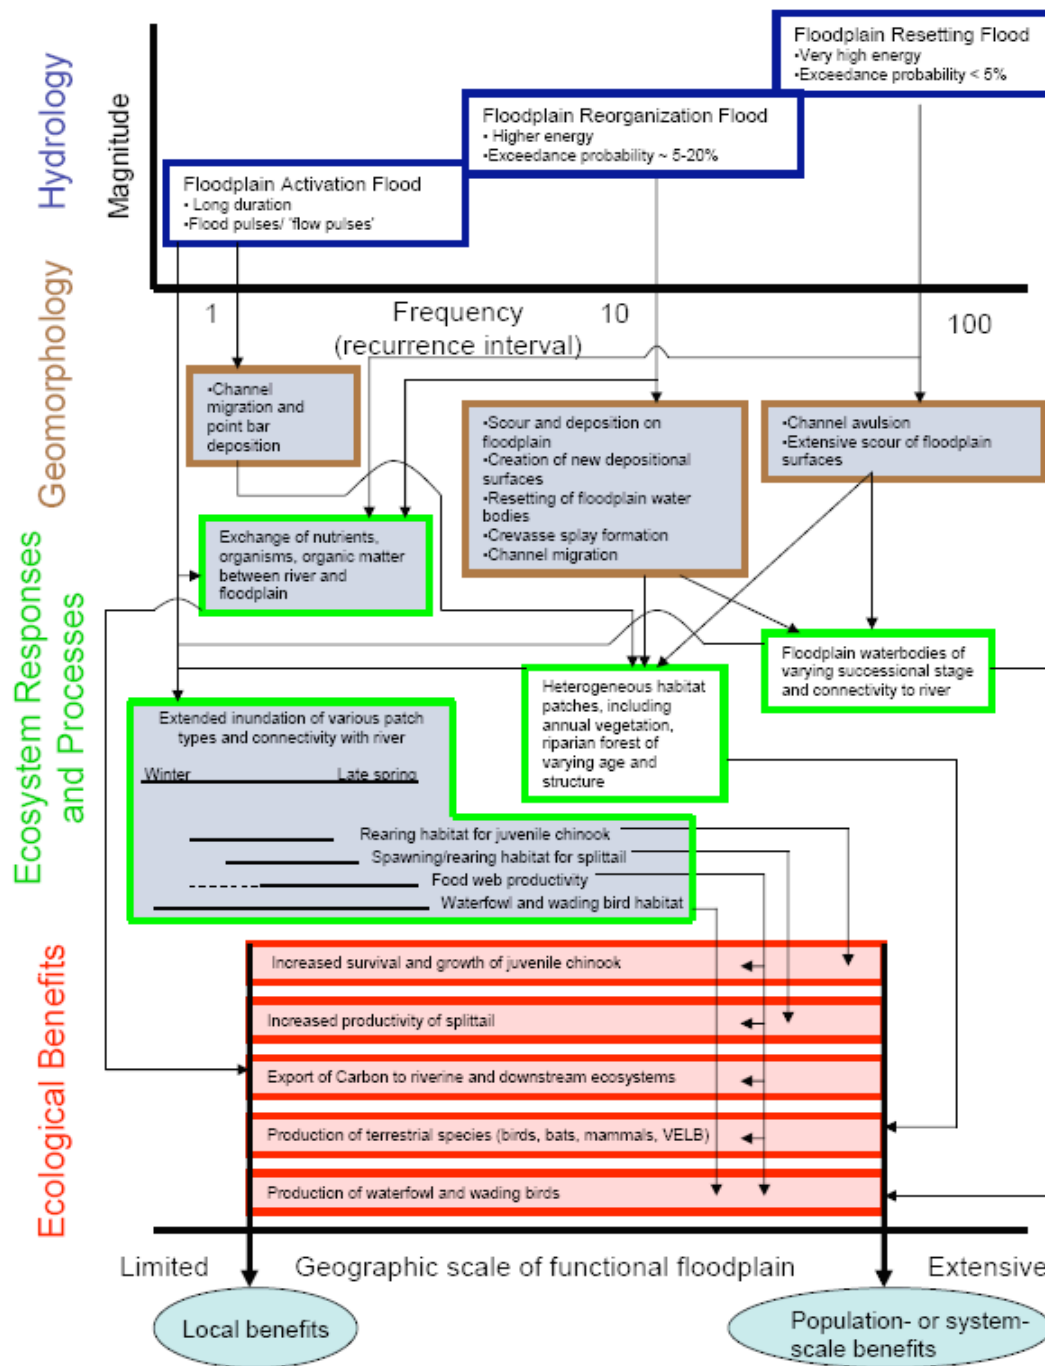 Hydrology
Magnitude
Floodplain Resetting Flood
•Very high energy
•Exceedance probability < 5%
Floodplain Reorganization Flood
• Higher energy
•Exceedance probability ~ 5-20%
Floodplain Activation Flood
• Long duration
•Flood pulses/ 'flow pulses'
1
Frequency
10
100
(recurrence interval)
Geomorphology
•Channel
migration and
point bar
deposition
•Scour and deposition on
floodplain
•Creation of new depositional
surfaces
•Resetting of floodplain water
bodies
•Crevasse splay formation
•Channel migration
•Channel avulsion
•Extensive scour of floodplain
surfaces
Ecosystem Responses
and Processes
Exchange of nutrients,
organisms, organic matter
between river and
floodplain
Floodplain waterbodies of
varying successional stage
and connectivity to river
Heterogeneous habitat
patches, including
annual vegetation,
riparian forest of
varying age and
structure
Extended inundation of various patch
types and connectivity with river
Winter
Late spring
Rearing habitat for juvenile chinook
Spawning/rearing habitat for splittail
Food web productivity
Waterfowl and wading bird habitat
Ecological Benefits
Increased survival and growth of juvenile chinook
Increased productivity of splittail
Export of Carbon to riverine and downstream ecosystems
Production of terrestrial species (birds, bats, mammals, VELB)
Production of waterfowl and wading birds
Limited
Geographic scale of functional floodplain
Extensive
Local benefits
Population- or system-
scale benefits